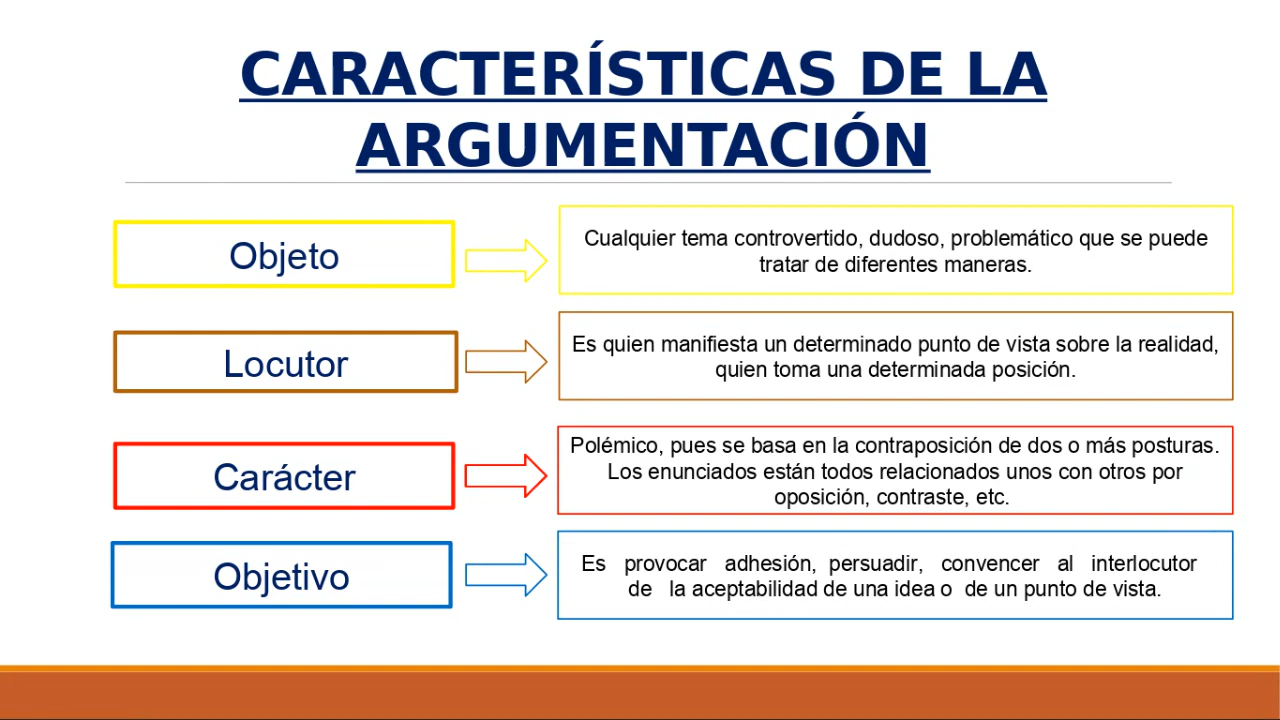 CARACTERÍSTICAS DE LA
ARGUMENTACIÓN
Objeto
Cualquier tema controvertido, dudoso, problemático que se puede
tratar de diferentes maneras.
Locutor
Es quien manifiesta un determinado punto de vista sobre la realidad,
quien toma una determinada posición.
Carácter
Polémico, pues se basa en la contraposición de dos o más posturas.
Los enunciados están todos relacionados unos con otros por
oposición, contraste, etc.
Objetivo
Es provocar adhesión, persuadir, convencer al interlocutor
de la aceptabilidad de una idea o de un punto de vista.